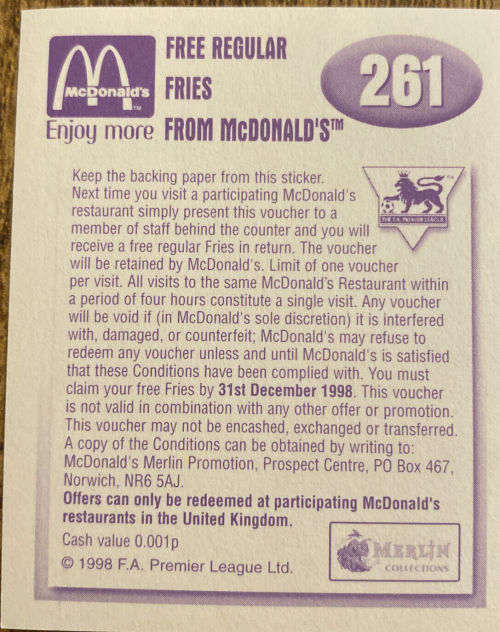 McDonald's
TM
Enjoy more
FREE REGULAR
FRIES
FROM McDONALD'S™
261
Keep the backing paper from this sticker.
Next time you visit a participating McDonald's
restaurant simply present this voucher to a
member of staff behind the counter and you will
receive a free regular Fries in return. The voucher
will be retained by McDonald's. Limit of one voucher
per visit. All visits to the same McDonald's Restaurant within
a period of four hours constitute a single visit. Any voucher
will be void if (in McDonald's sole discretion) it is interfered
with, damaged, or counterfeit; McDonald's may refuse to
redeem any voucher unless and until McDonald's is satisfied
that these Conditions have been complied with. You must
claim your free Fries by 31st December 1998. This voucher
is not valid in combination with any other offer or promotion.
This voucher may not be encashed, exchanged or transferred.
A copy of the Conditions can be obtained by writing to:
McDonald's Merlin Promotion, Prospect Centre, PO Box 467,
Norwich, NR6 5AJ.
Offers can only be redeemed at participating McDonald's
restaurants in the United Kingdom.
Cash value 0.001p
© 1998 F.A. Premier League Ltd.
THE F.A. PREMIER LEAGUE
MERLIN
COLLECTIONS